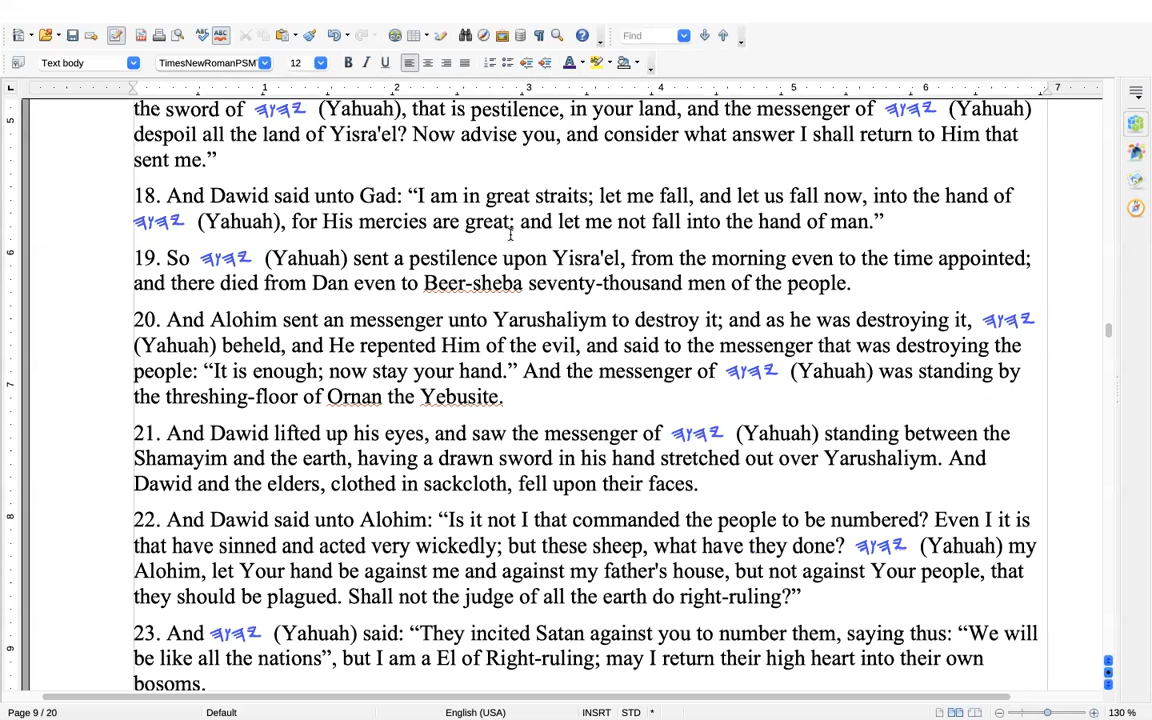 Find
Text body TimesNewRomanPSM 12 B I U
1 2 3 4 5 6 7
the sword of 𐤉𐤄𐤅𐤄 (Yahuah), that is pestilence, in your land, and the messenger of 𐤉𐤄𐤅𐤄 (Yahuah)
despoil all the land of Yisra'el? Now advise you, and consider what answer I shall return to Him that
sent me.”
18. And Dawid said unto Gad: “I am in great straits; let me fall, and let us fall now, into the hand of
𐤉𐤄𐤅𐤄 (Yahuah), for His mercies are great; and let me not fall into the hand of man.”
19. So 𐤉𐤄𐤅𐤄 (Yahuah) sent a pestilence upon Yisra'el, from the morning even to the time appointed;
and there died from Dan even to Beer-sheba seventy-thousand men of the people.
20. And Alohim sent an messenger unto Yarushaliym to destroy it; and as he was destroying it, 𐤉𐤄𐤅𐤄
(Yahuah) beheld, and He repented Him of the evil, and said to the messenger that was destroying the
people: “It is enough; now stay your hand.” And the messenger of 𐤉𐤄𐤅𐤄 (Yahuah) was standing by
the threshing-floor of Ornan the Yebusite.
21. And Dawid lifted up his eyes, and saw the messenger of 𐤉𐤄𐤅𐤄 (Yahuah) standing between the
Shamayim and the earth, having a drawn sword in his hand stretched out over Yarushaliym. And
Dawid and the elders, clothed in sackcloth, fell upon their faces.
22. And Dawid said unto Alohim: “Is it not I that commanded the people to be numbered? Even I it is
that have sinned and acted very wickedly; but these sheep, what have they done? 𐤉𐤄𐤅𐤄 (Yahuah) my
Alohim, let Your hand be against me and against my father's house, but not against Your people, that
they should be plagued. Shall not the judge of all the earth do right-ruling?”
23. And 𐤉𐤄𐤅𐤄 (Yahuah) said: “They incited Satan against you to number them, saying thus: “We will
be like all the nations”, but I am a El of Right-ruling; may I return their high heart into their own
bosoms.
5
6
7
8
9
Page 9 / 20 Default English (USA) INSRT STD * 130 %